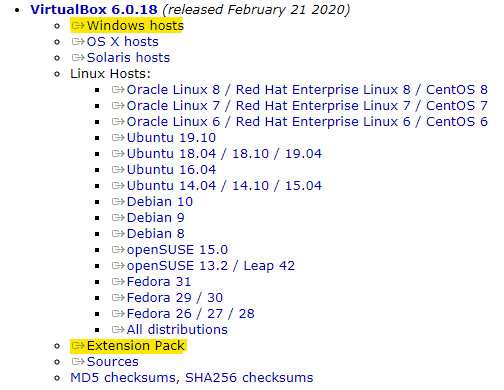 VirtualBox 6.0.18 (released February 21 2020)
Windows hosts
OS X hosts
Solaris hosts
Linux Hosts:
Oracle Linux 8 / Red Hat Enterprise Linux 8 / CentOS 8
Oracle Linux 7 / Red Hat Enterprise Linux 7 / CentOS 7
Oracle Linux 6 / Red Hat Enterprise Linux 6 / CentOS 6
Ubuntu 19.10
Ubuntu 18.04 / 18.10 / 19.04
Ubuntu 16.04
Ubuntu 14.04 / 14.10 / 15.04
Debian 10
Debian 9
Debian 8
openSUSE 15.0
openSUSE 13.2 / Leap 42
Fedora 31
Fedora 29 / 30
Fedora 26 / 27 / 28
All distributions
Extension Pack
Sources
MD5 checksums, SHA256 checksums